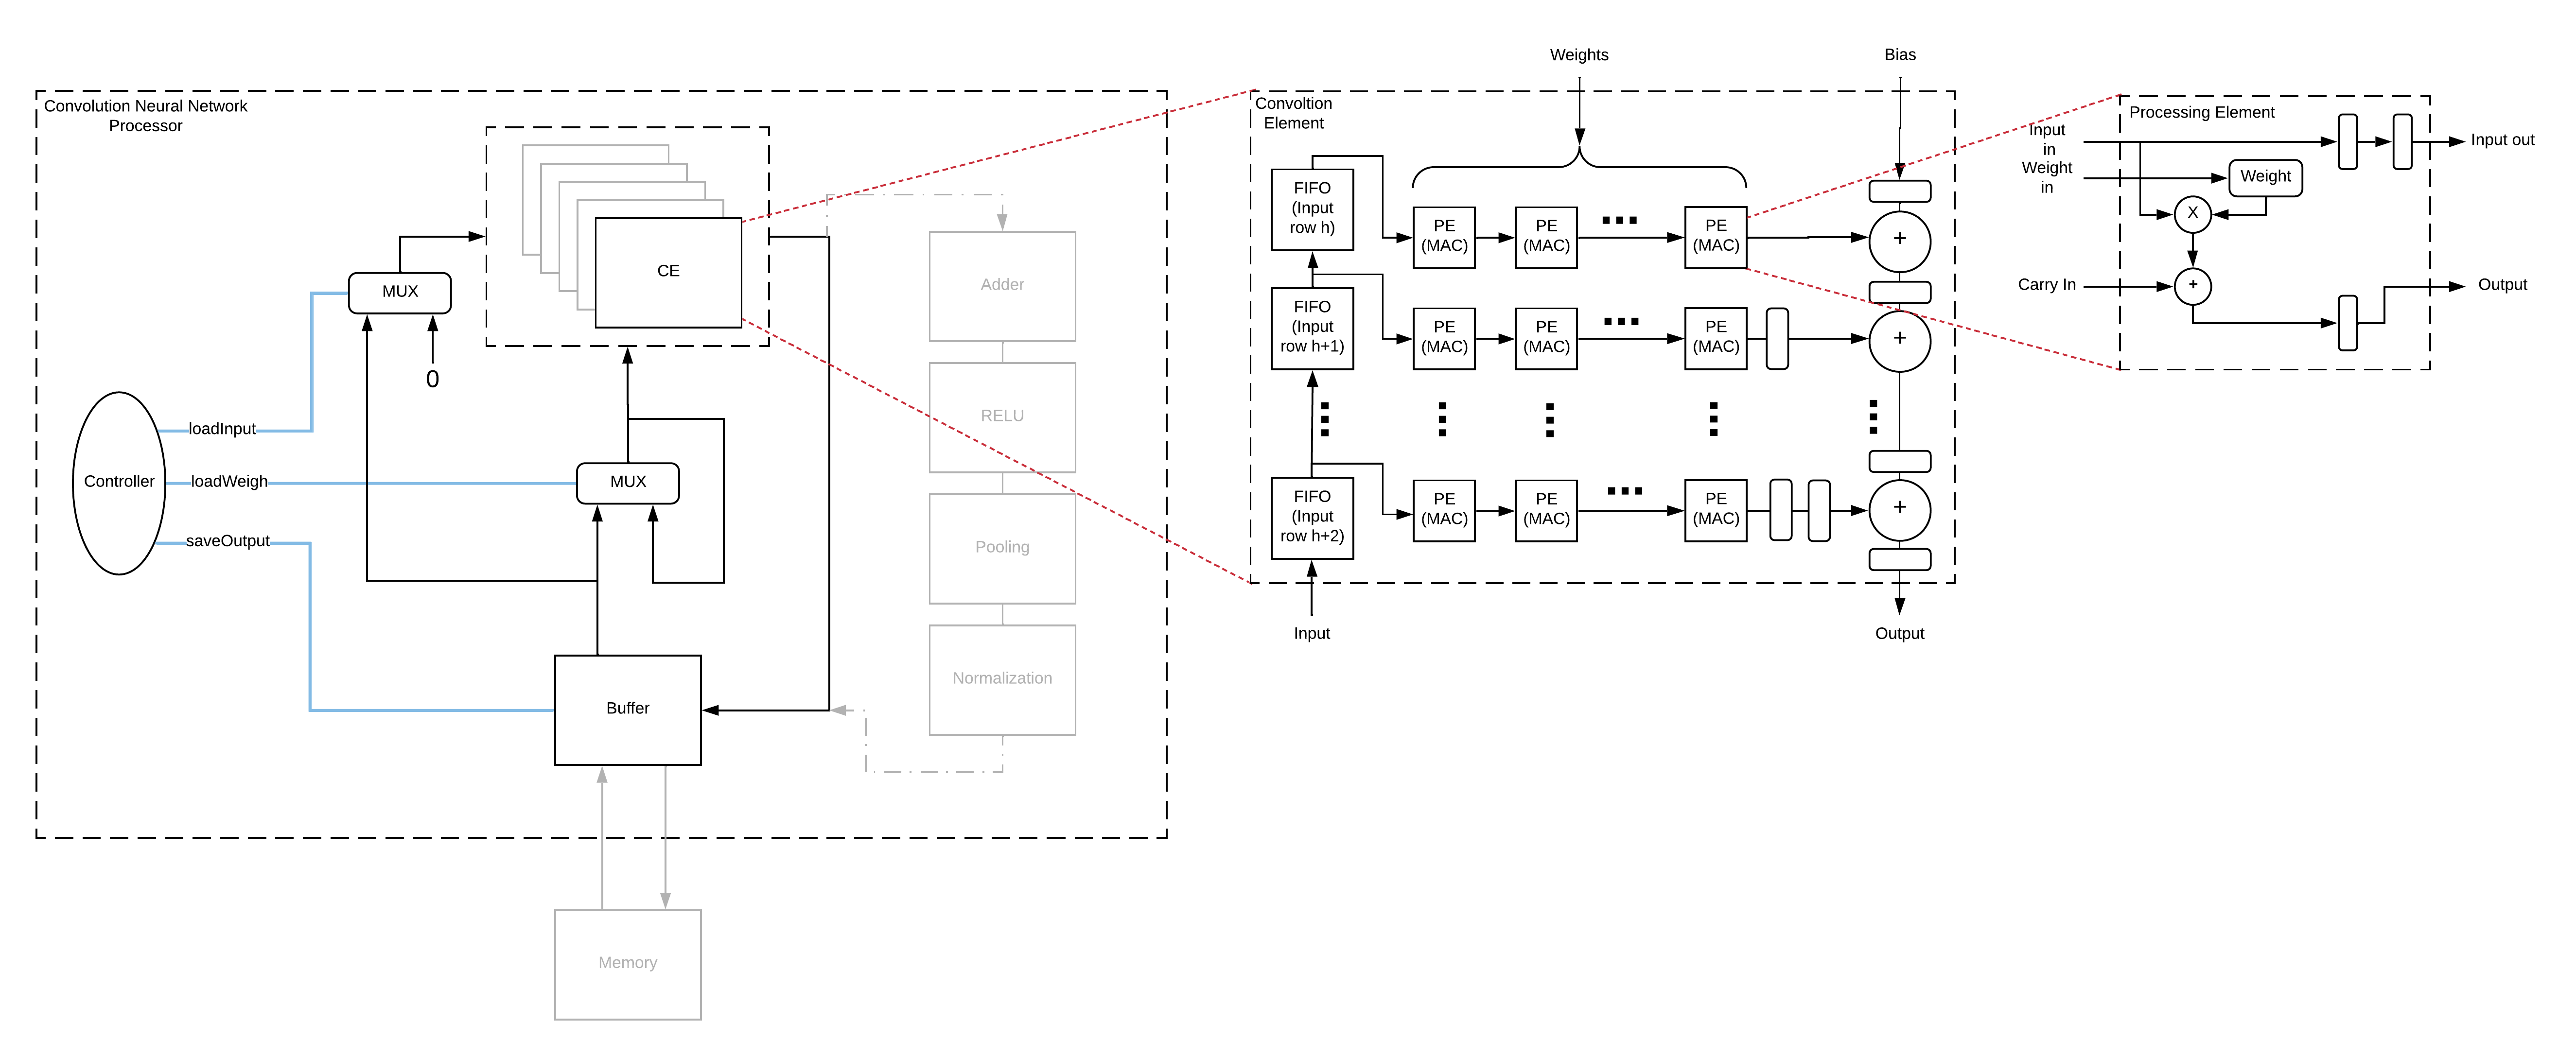 Convolution Neural Network
Processor
CE
MUX
0
Controller
loadInput
loadWeigh
saveOutput
MUX
Buffer
Memory
Adder
RELU
Pooling
Normalization
Weights
Bias
Convoltion
Element
FIFO
(Input
row h)
PE
(MAC)
PE
(MAC)
PE
(MAC)
+
FIFO
(Input
row h+1)
PE
(MAC)
PE
(MAC)
PE
(MAC)
+
FIFO
(Input
row h+2)
PE
(MAC)
PE
(MAC)
PE
(MAC)
+
Input
Output
Processing Element
Input
in
Weight
in
Weight
X
+
Carry In
Input out
Output